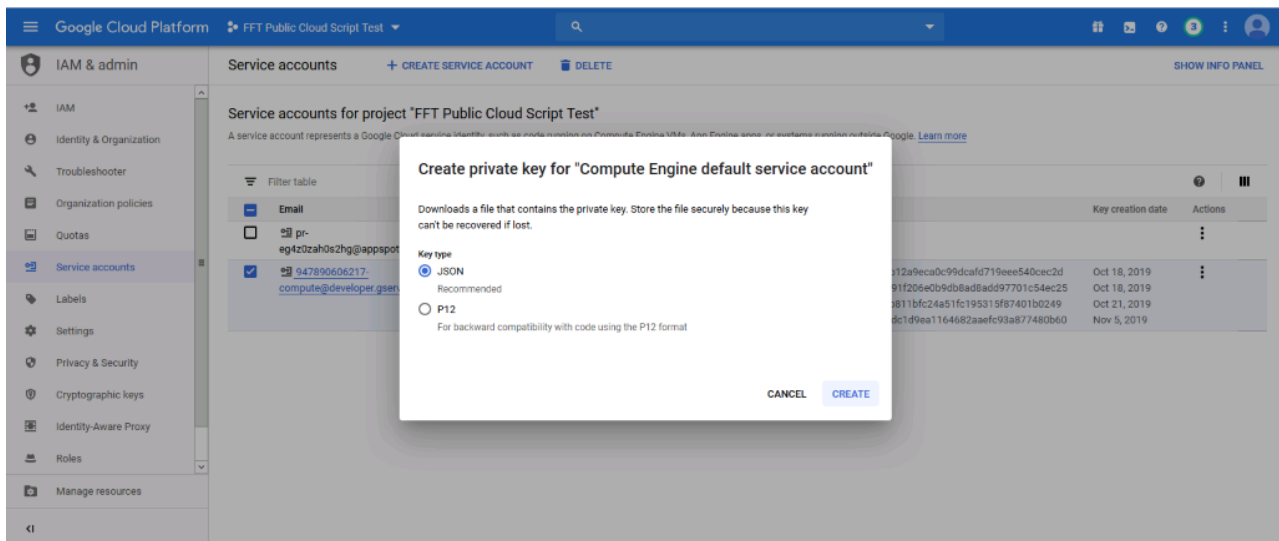 Google Cloud Platform
FFT Public Cloud Script Test
3
IAM & admin
Service accounts
+ CREATE SERVICE ACCOUNT
DELETE
SHOW INFO PANEL
IAM
Identity & Organization
Troubleshooter
Organization policies
Quotas
Service accounts
Labels
Settings
Privacy & Security
Cryptographic keys
Identity-Aware Proxy
Roles
Manage resources
Service accounts for project "FFT Public Cloud Script Test"
A service account represents a Google Cloud service identity, such as code running on Compute Engine VMs, App Engine apps, or systems running outside Google. Learn more
Filter table
Email
Key creation date
Actions
pr-
eg4z0zah0s2hg@appspot
947890606217-
compute@developer.gserv
b12a9eca0c99dcafd719eee540cec2d
Oct 18, 2019
91f206e0b9db8ad8add97701c54ec25
Oct 18, 2019
b811bfc24a51fc195315f87401b0249
Oct 21, 2019
dc1d9ea1164682aaefc93a877480b60
Nov 5, 2019
Create private key for "Compute Engine default service account"
Downloads a file that contains the private key. Store the file securely because this key
can't be recovered if lost.
Key type
JSON
Recommended
P12
For backward compatibility with code using the P12 format
CANCEL
CREATE